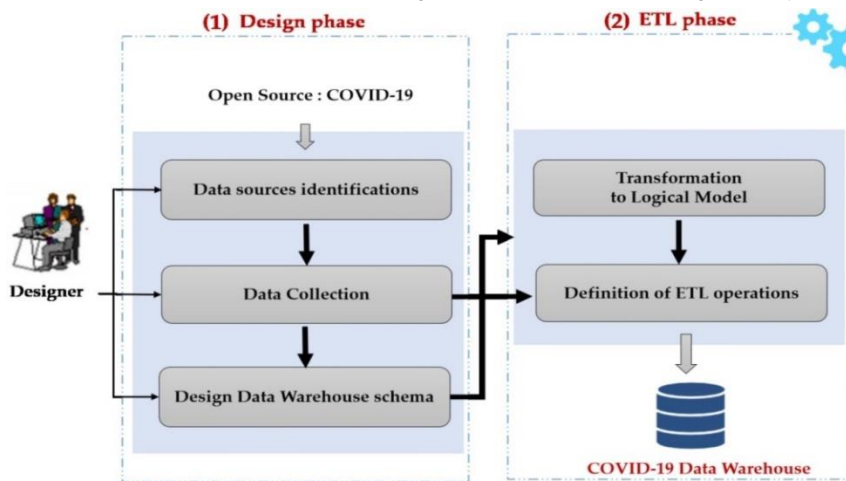 (1) Design phase
Open Source : COVID-19
Data sources identifications
Data Collection
Design Data Warehouse schema
Designer
(2) ETL phase
Transformation
to Logical Model
Definition of ETL operations
COVID-19 Data Warehouse